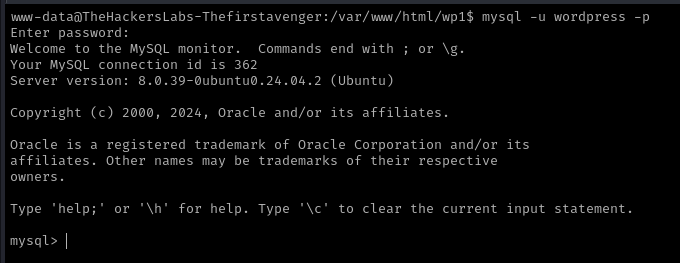 www-data@TheHackersLabs-Thefirstavenger:/var/www/html/wp1$ mysql -u wordpress -p
Enter password:
Welcome to the MySQL monitor.  Commands end with ; or \g.
Your MySQL connection id is 362
Server version: 8.0.39-0ubuntu0.24.04.2 (Ubuntu)

Copyright (c) 2000, 2024, Oracle and/or its affiliates.

Oracle is a registered trademark of Oracle Corporation and/or its
affiliates. Other names may be trademarks of their respective
owners.

Type 'help;' or '\h' for help. Type '\c' to clear the current input statement.

mysql>